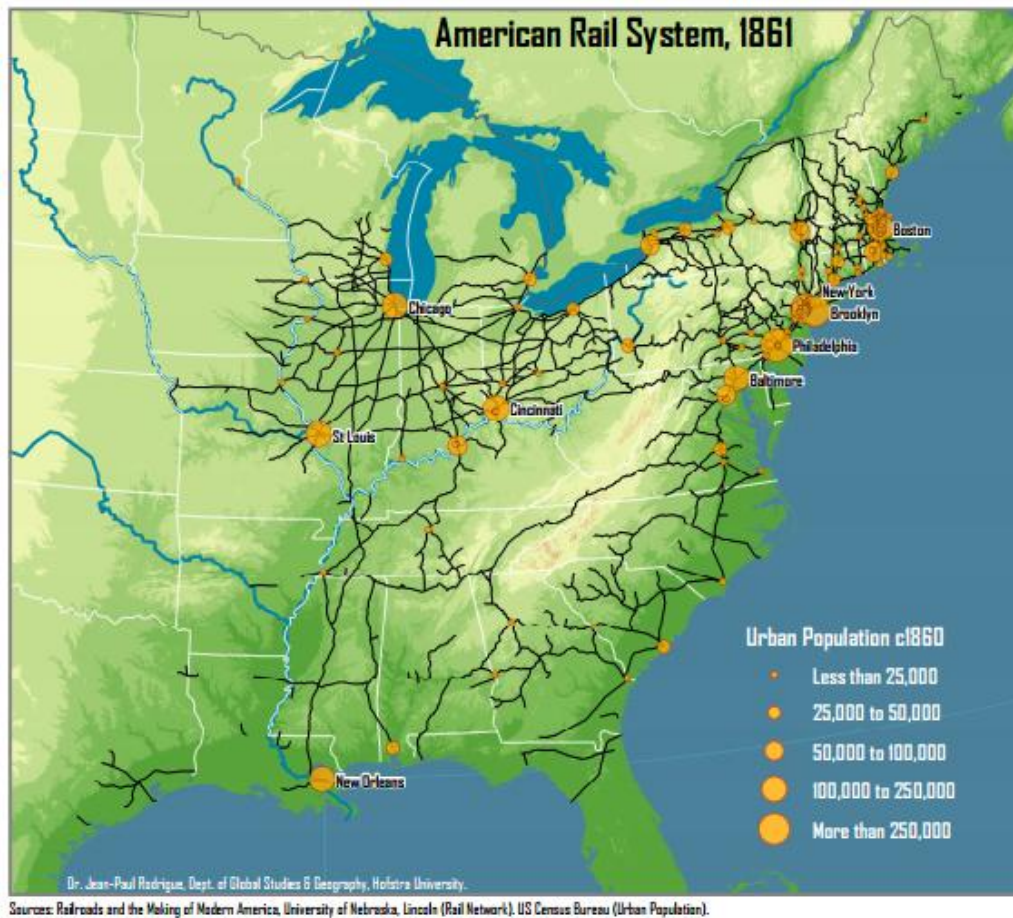 American Rail System, 1861
Boston
New York
Brooklyn
Chicago
Philadelphia
Baltimore
Cincinnati
St Louis
New Orleans
Urban Population c1860
Less than 25,000
25,000 to 50,000
50,000 to 100,000
100,000 to 250,000
More than 250,000
Dr. Jean-Paul Rodrigue, Dept. of Global Studies & Geography, Hofstra University.
Sources: Railroads and the Making of Modern America, University of Nebraska, Lincoln (Rail Network). US Census Bureau (Urban Population).